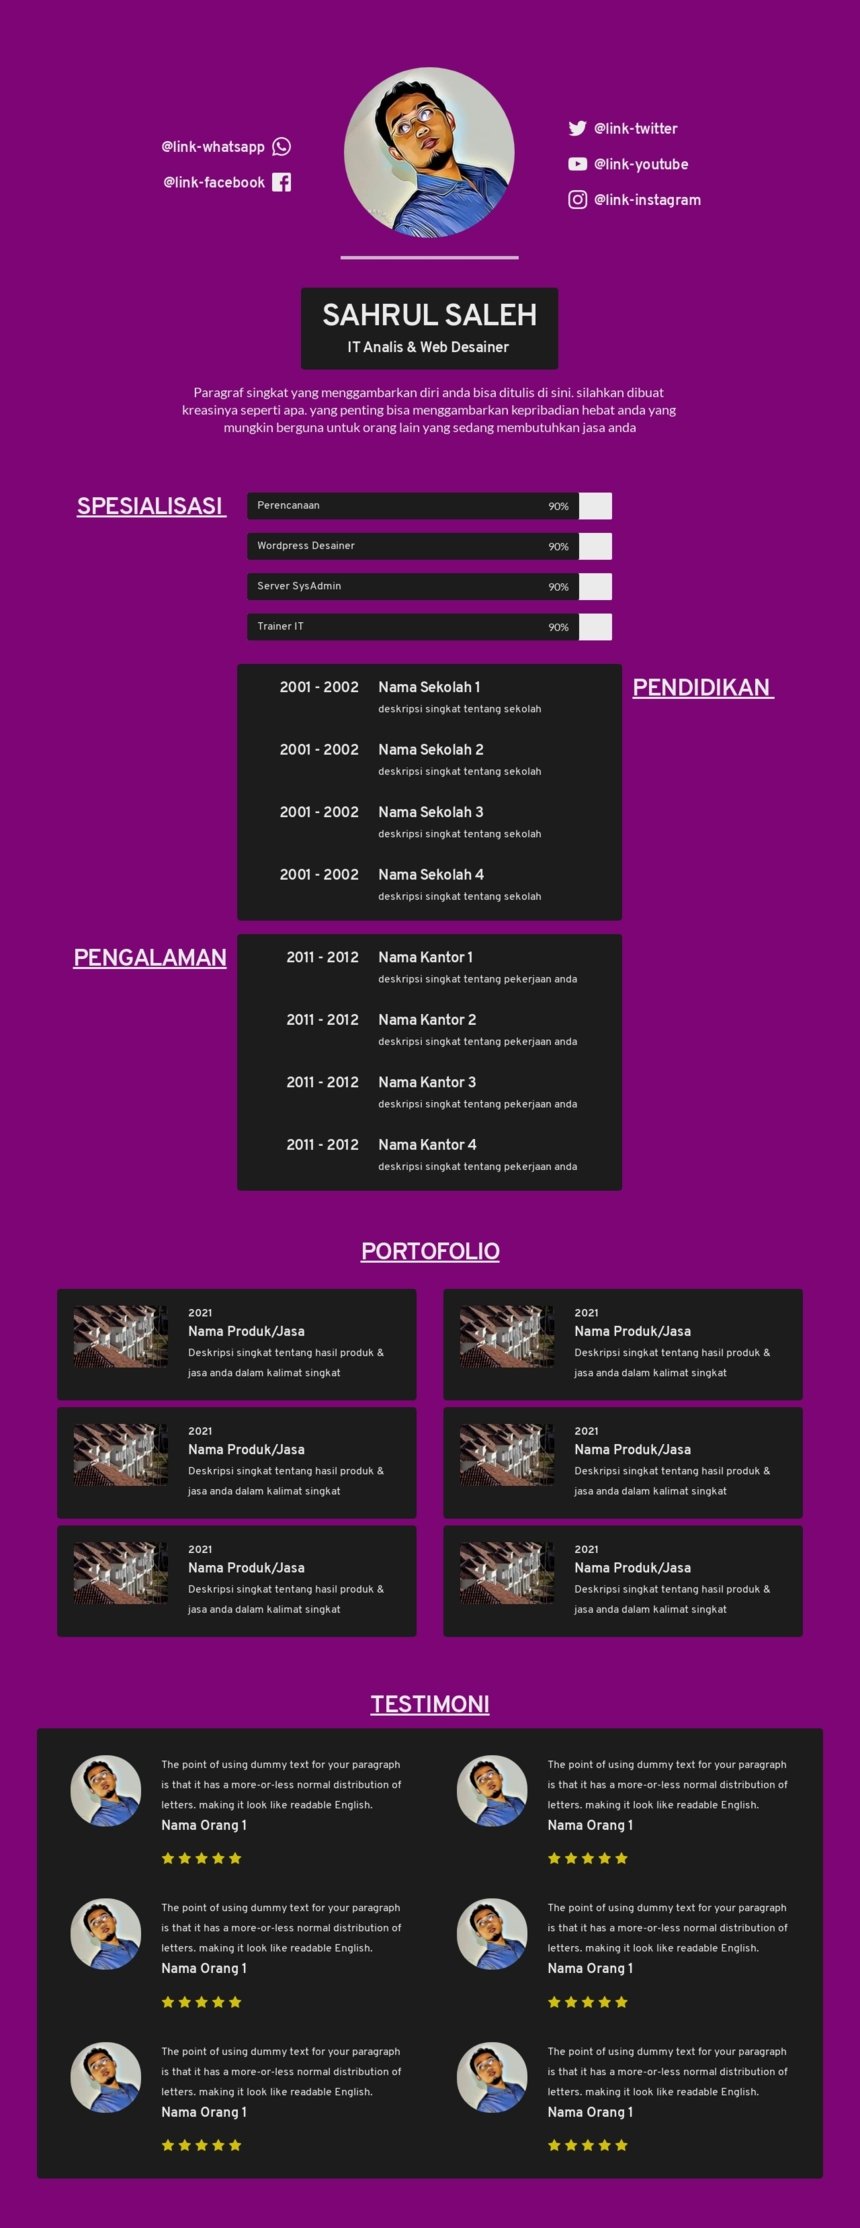 @link-whatsapp
@link-facebook
@link-twitter
@link-youtube
@link-instagram
SAHRUL SALEH
IT Analis & Web Desainer
Paragraf singkat yang menggambarkan diri anda bisa ditulis di sini. silahkan dibuat
kreasinya seperti apa. yang penting bisa menggambarkan kepribadian hebat anda yang
mungkin berguna untuk orang lain yang sedang membutuhkan jasa anda
SPESIALISASI
Perencanaan 90%
Wordpress Desainer 90%
Server SysAdmin 90%
Trainer IT 90%
PENDIDIKAN
2001 - 2002 Nama Sekolah 1
deskripsi singkat tentang sekolah
2001 - 2002 Nama Sekolah 2
deskripsi singkat tentang sekolah
2001 - 2002 Nama Sekolah 3
deskripsi singkat tentang sekolah
2001 - 2002 Nama Sekolah 4
deskripsi singkat tentang sekolah
PENGALAMAN
2011 - 2012 Nama Kantor 1
deskripsi singkat tentang pekerjaan anda
2011 - 2012 Nama Kantor 2
deskripsi singkat tentang pekerjaan anda
2011 - 2012 Nama Kantor 3
deskripsi singkat tentang pekerjaan anda
2011 - 2012 Nama Kantor 4
deskripsi singkat tentang pekerjaan anda
PORTOFOLIO
2021
Nama Produk/Jasa
Deskripsi singkat tentang hasil produk &
jasa anda dalam kalimat singkat
2021
Nama Produk/Jasa
Deskripsi singkat tentang hasil produk &
jasa anda dalam kalimat singkat
2021
Nama Produk/Jasa
Deskripsi singkat tentang hasil produk &
jasa anda dalam kalimat singkat
2021
Nama Produk/Jasa
Deskripsi singkat tentang hasil produk &
jasa anda dalam kalimat singkat
2021
Nama Produk/Jasa
Deskripsi singkat tentang hasil produk &
jasa anda dalam kalimat singkat
2021
Nama Produk/Jasa
Deskripsi singkat tentang hasil produk &
jasa anda dalam kalimat singkat
TESTIMONI
The point of using dummy text for your paragraph
is that it has a more-or-less normal distribution of
letters. making it look like readable English.
Nama Orang 1
The point of using dummy text for your paragraph
is that it has a more-or-less normal distribution of
letters. making it look like readable English.
Nama Orang 1
The point of using dummy text for your paragraph
is that it has a more-or-less normal distribution of
letters. making it look like readable English.
Nama Orang 1
The point of using dummy text for your paragraph
is that it has a more-or-less normal distribution of
letters. making it look like readable English.
Nama Orang 1
The point of using dummy text for your paragraph
is that it has a more-or-less normal distribution of
letters. making it look like readable English.
Nama Orang 1
The point of using dummy text for your paragraph
is that it has a more-or-less normal distribution of
letters. making it look like readable English.
Nama Orang 1